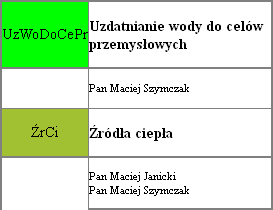 UzWoDoCePr
Uzdatnianie wody do celów
przemysłowych
Pan Maciej Szymczak
ŹrCi
Źródła ciepła
Pan Maciej Janicki
Pan Maciej Szymczak